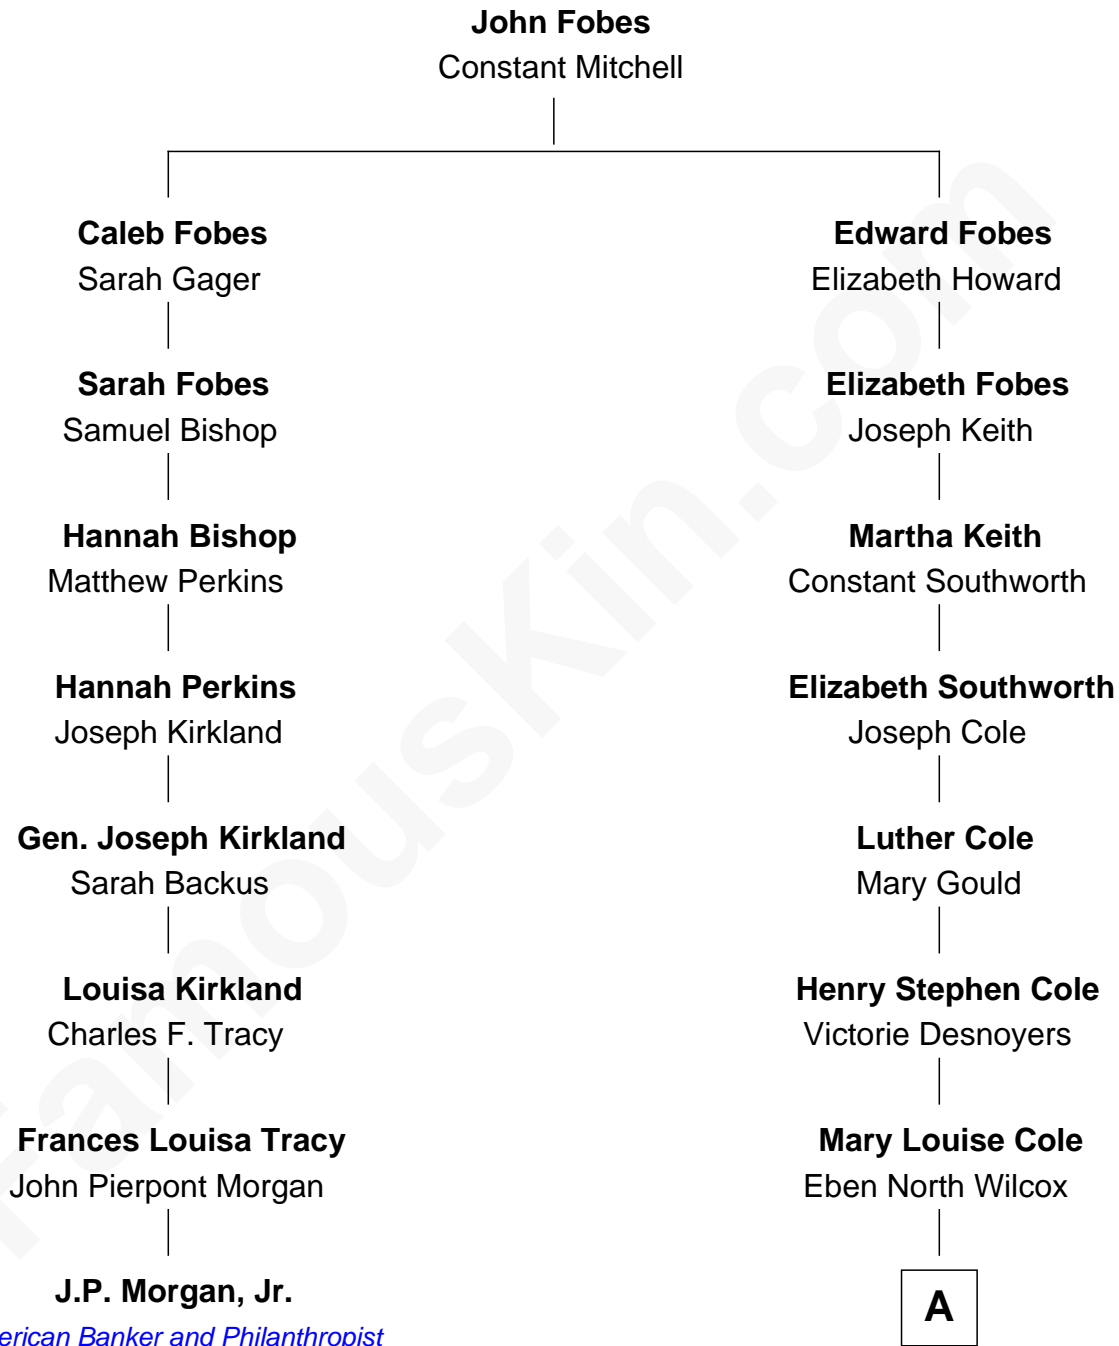 John Fobes
Constant Mitchell
Caleb Fobes
Sarah Gager
Edward Fobes
Elizabeth Howard
Sarah Fobes
Samuel Bishop
Elizabeth Fobes
Joseph Keith
Hannah Bishop
Matthew Perkins
Martha Keith
Constant Southworth
Hannah Perkins
Joseph Kirkland
Elizabeth Southworth
Joseph Cole
Gen. Joseph Kirkland
Sarah Backus
Luther Cole
Mary Gould
Louisa Kirkland
Charles F. Tracy
Henry Stephen Cole
Victorie Desnoyers
Frances Louisa Tracy
John Pierpont Morgan
Mary Louise Cole
Eben North Wilcox
J.P. Morgan, Jr.
erican Banker and Philanthropist
A
FamousKin.com